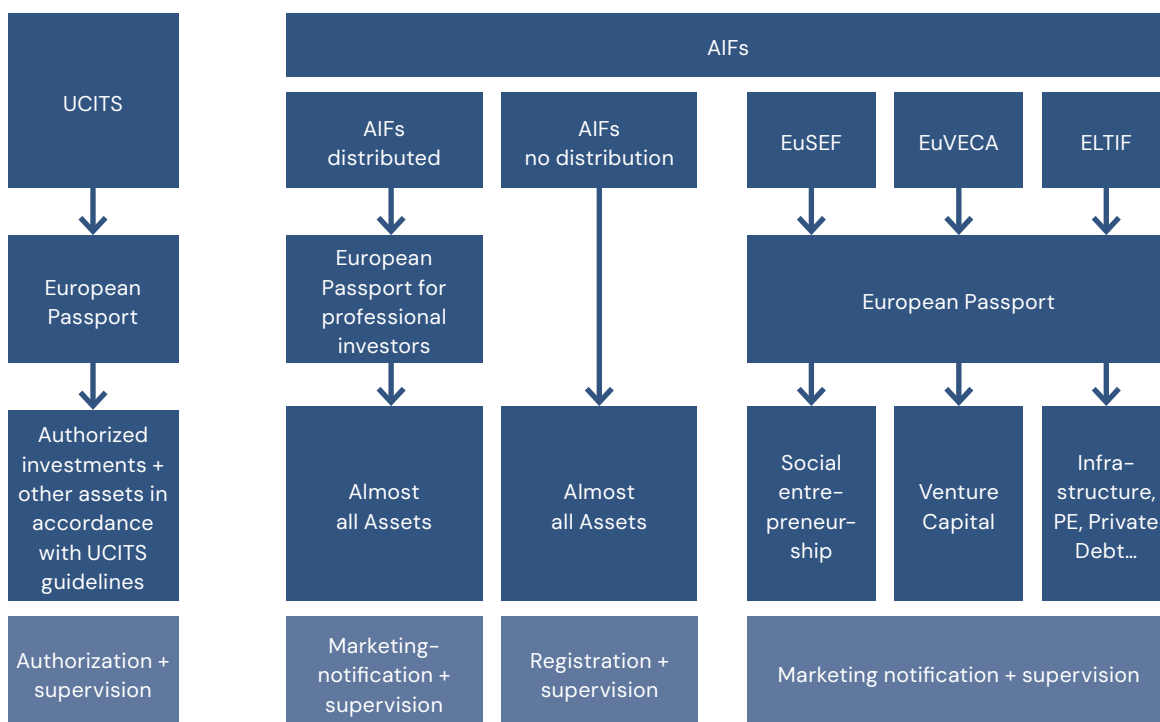 UCITS
AIFs
AIFs
distributed
AIFs
no distribution
EuSEF
EuVECA
ELTIF
European
Passport
European
Passport for
professional
investors
European Passport
Authorized
investments +
other assets in
accordance
with UCITS
guidelines
Almost
all Assets
Almost
all Assets
Social
entre-
preneur-
ship
Venture
Capital
Infra-
structure,
PE, Private
Debt...
Authorization +
supervision
Marketing-
notification +
supervision
Registration +
supervision
Marketing notification + supervision